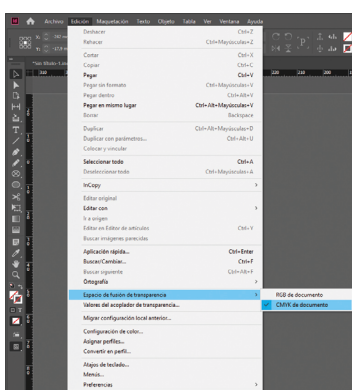 Archivo Edición Maquetación Texto Objeto Tabla Ver Ventana Ayuda
Deshacer Ctrl+Z
Rehacer Ctrl+Mayúsculas+Z
Cortar Ctrl+X
Copiar Ctrl+C
Pegar Ctrl+V
Pegar sin formato Ctrl+Mayúsculas+V
Pegar dentro Ctrl+Alt+V
Pegar en mismo lugar Ctrl+Alt+Mayúsculas+V
Borrar Backspace
Duplicar Ctrl+Alt+Mayúsculas+D
Duplicar con parámetros... Ctrl+Alt+U
Colocar y vincular
Seleccionar todo Ctrl+A
Deseleccionar todo Ctrl+Mayúsculas+A
InCopy
Editar original
Editar con
Ir a origen
Editar en Editor de artículos Ctrl+Y
Buscar imágenes parecidas
Aplicación rápida... Ctrl+Enter
Buscar/Cambiar... Ctrl+F
Buscar siguiente Ctrl+Alt+F
Ortografía
Espacio de fusión de transparencia
RGB de documento
Valores del acoplador de transparencia...
CMYK de documento
Migrar configuración local anterior...
Configuración de color...
Asignar perfiles...
Convertir en perfil...
Atajos de teclado...
Menús...
Preferencias